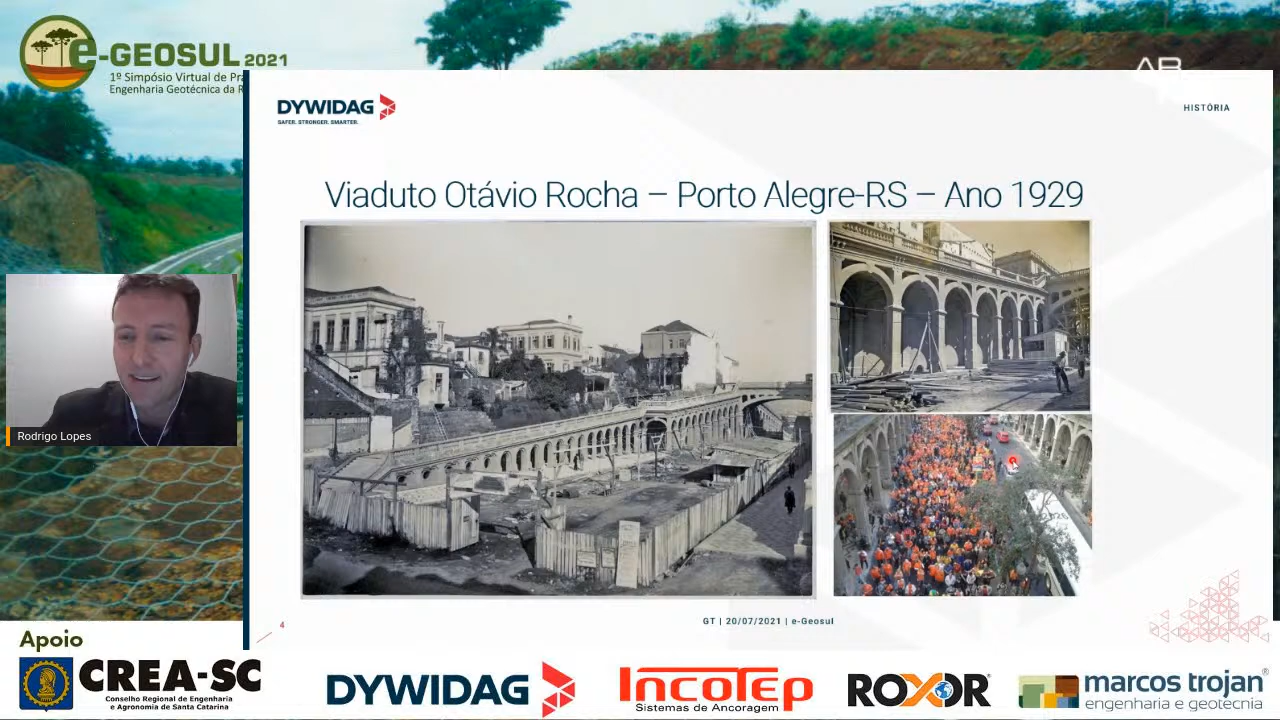 e-GEOSUL 2021
1º Simpósio Virtual de Pra
Engenharia Geotécnica da R
DYWIDAG
SAFER. STRONGER. SMARTER.
HISTÓRIA
Viaduto Otávio Rocha – Porto Alegre-RS – Ano 1929
Rodrigo Lopes
4
GT | 20/07/2021 | e-Geosul
Apoio
CREA-SC
Conselho Regional de Engenharia
e Agronomia de Santa Catarina
DYWIDAG
INCOTEP
Sistemas de Ancoragem
ROXOR
marcos trojan
engenharia e geotecnia